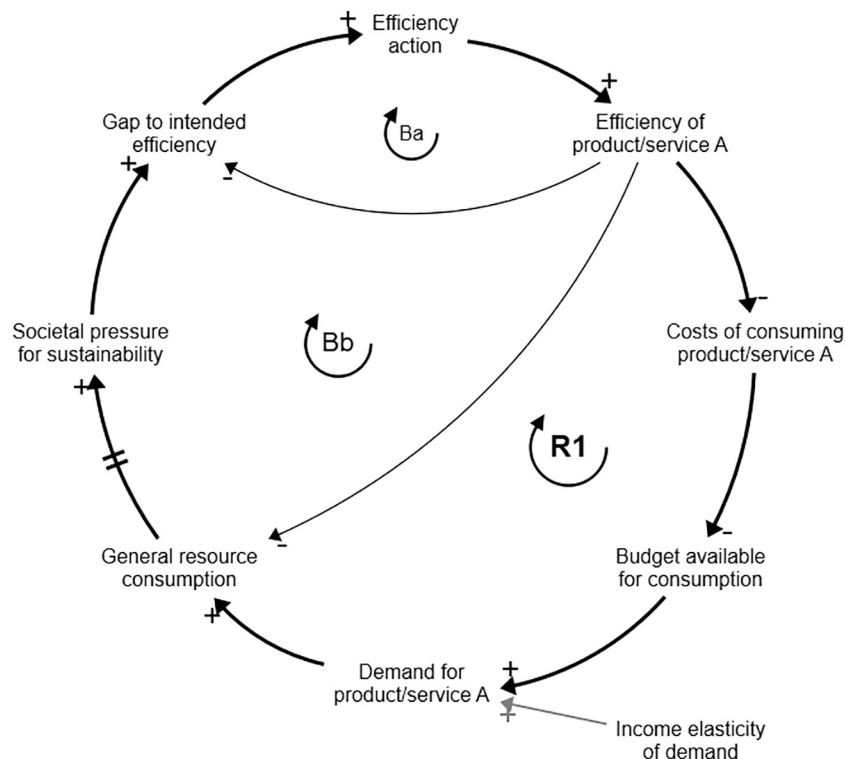 Efficiency
action
+
+
Gap to intended
efficiency
Ba
Efficiency of
product/service A
+
-
Societal pressure
for sustainability
Bb
-
Costs of consuming
product/service A
+
R1
General resource
consumption
-
-
Budget available
for consumption
+
Demand for
product/service A
+
+
Income elasticity
of demand